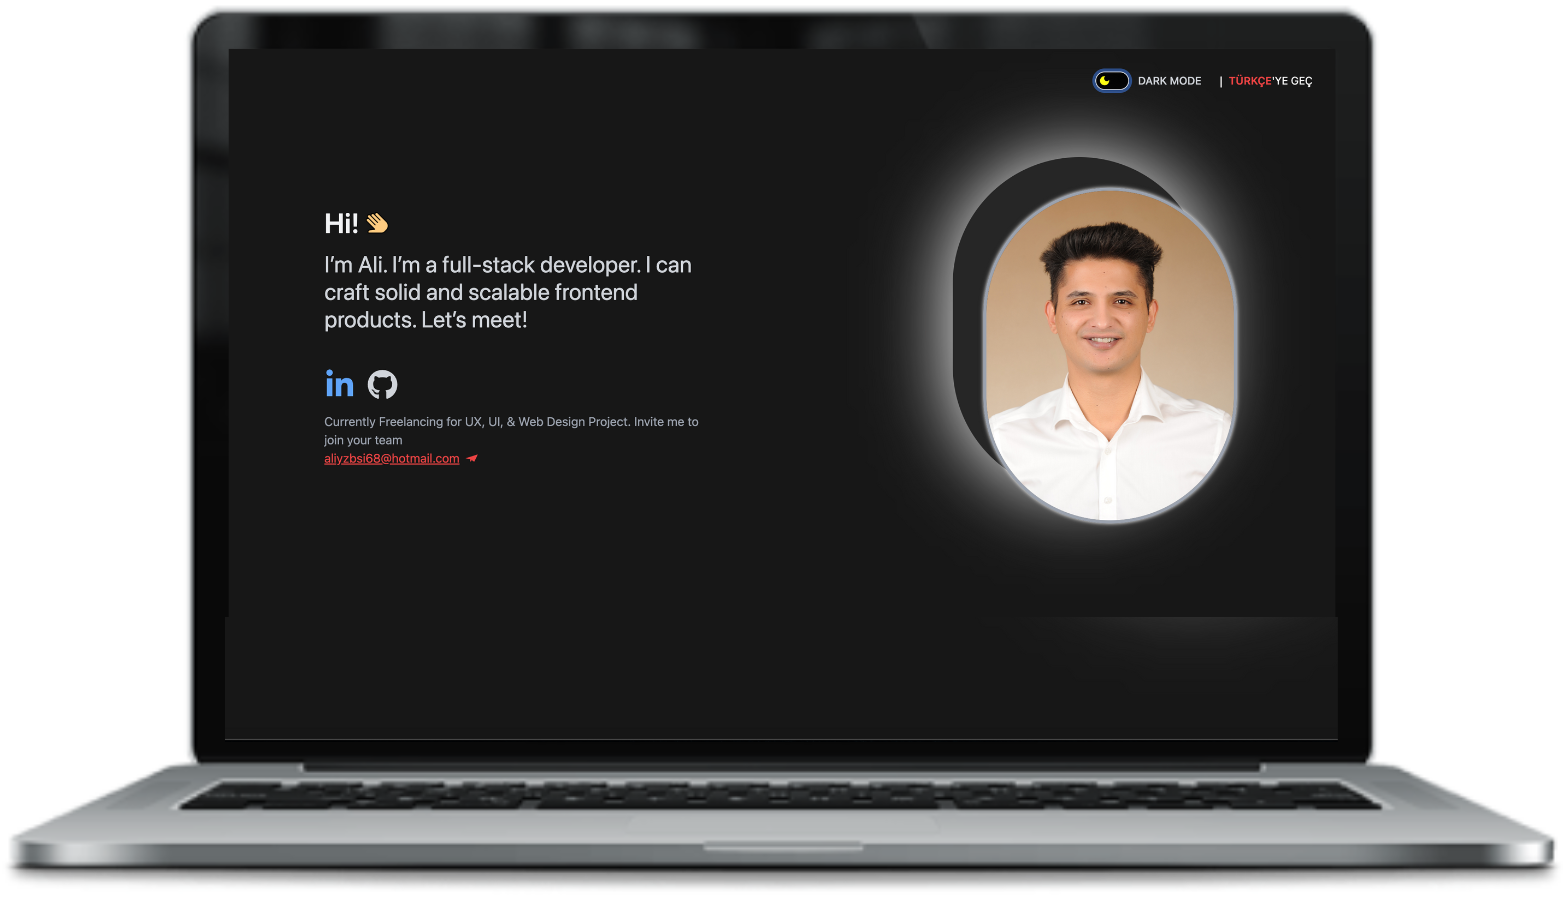 DARK MODE | TÜRKÇE'YE GEÇ
Hi!
I'm Ali. I'm a full-stack developer. I can
craft solid and scalable frontend
products. Let's meet!
in
Currently Freelancing for UX, UI, & Web Design Project. Invite me to
join your team
aliyzbsi68@hotmail.com